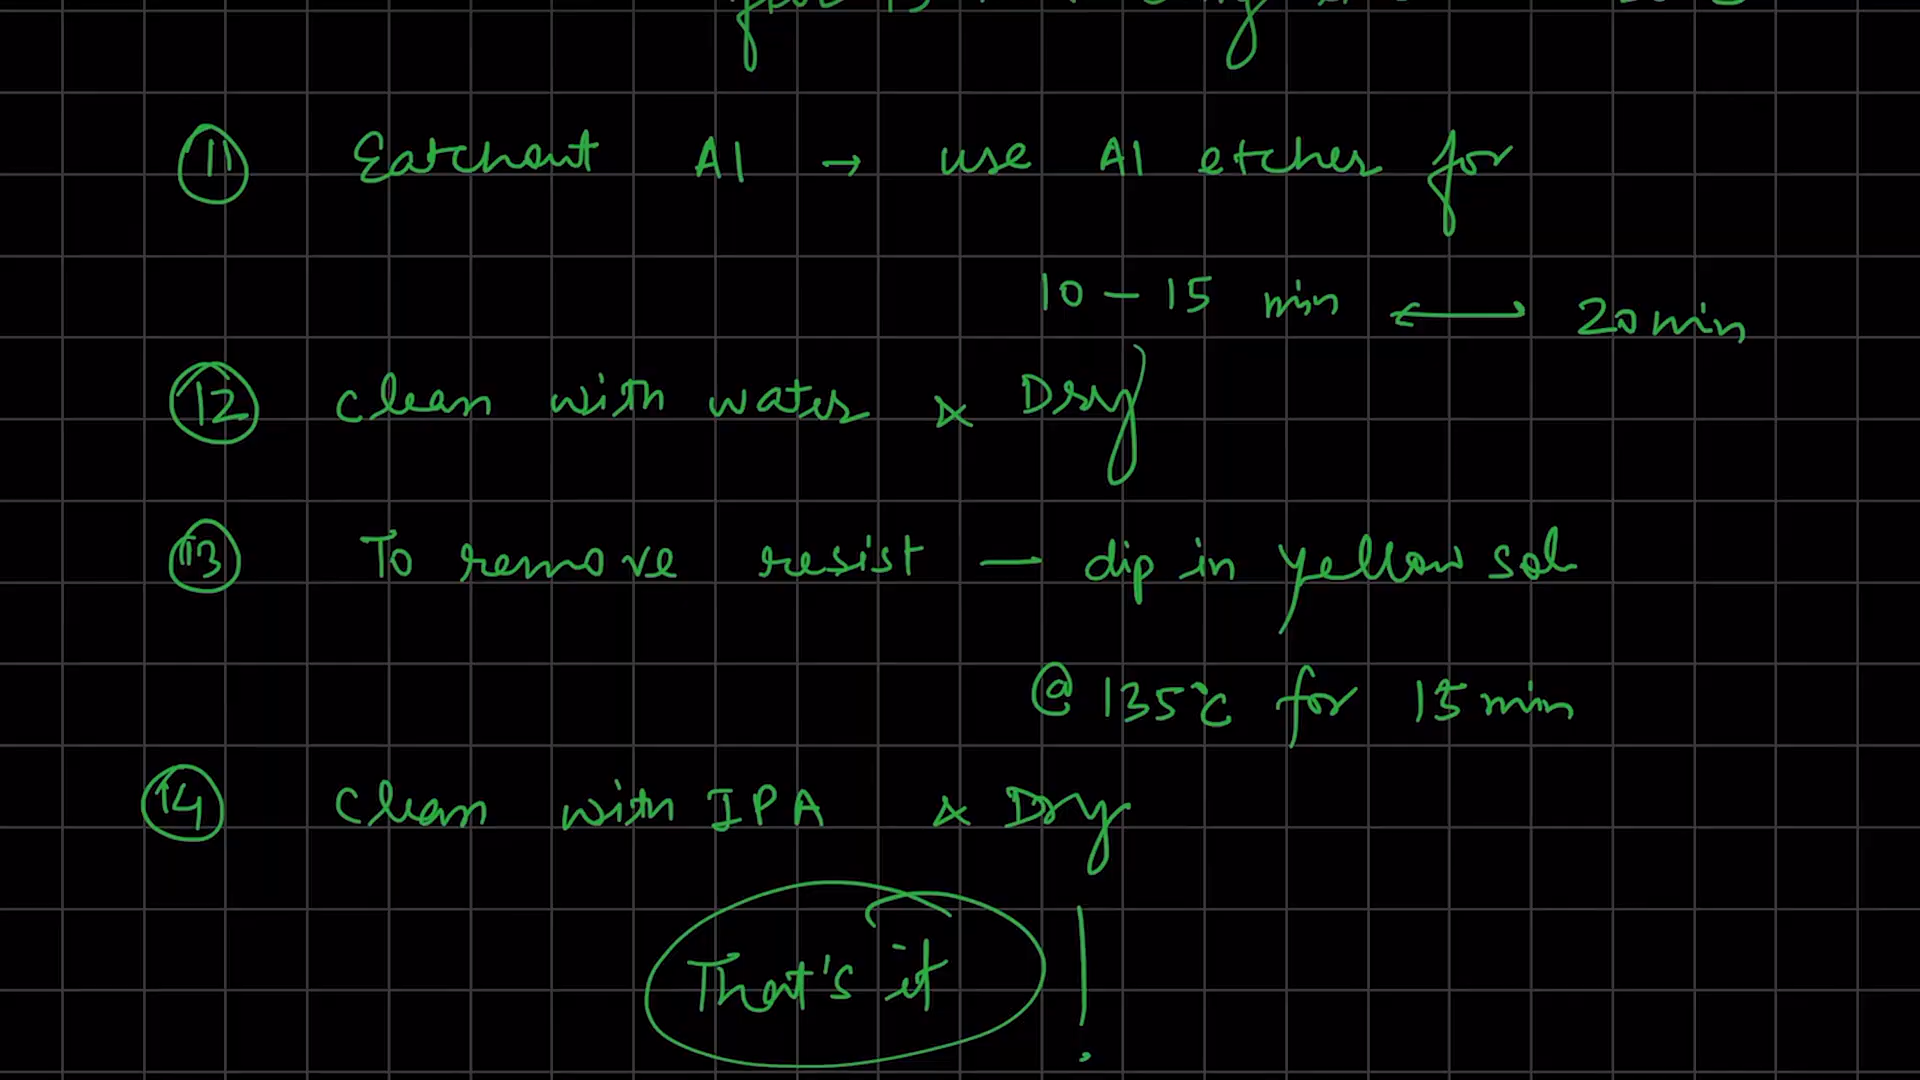 11 Eatchout Al → use Al etcher for
10 - 15 min ⟷ 20 min
12 clean with water & Dry
13 To remove resist — dip in yellow sol
@ 135°C for 15 min
14 Clean with IPA & Dry
That's it !